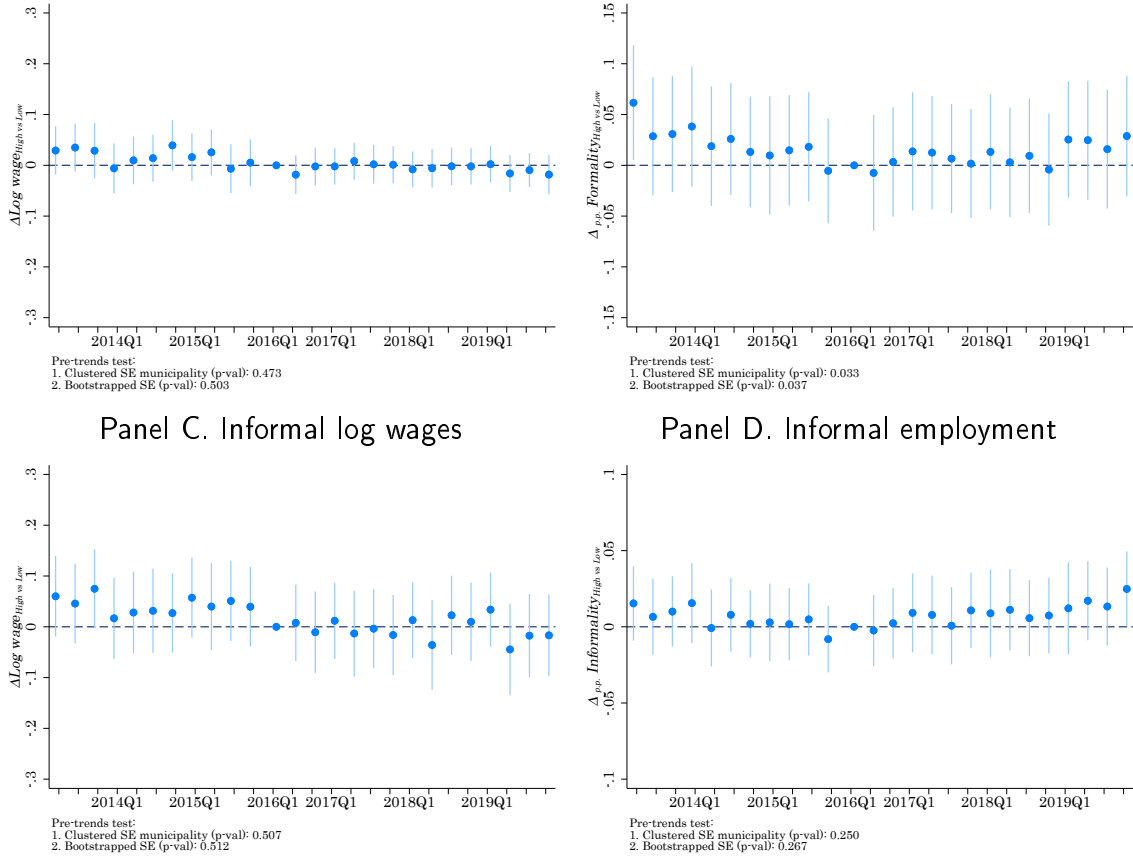 .3
.2
.1
0
-.1
-.2
-.3
ΔLog wage High vs Low
2014Q1 2015Q1 2016Q1 2017Q1 2018Q1 2019Q1
Pre-trends test:
1. Clustered SE municipality (p-val): 0.473
2. Bootstrapped SE (p-val): 0.503
.15
.1
.05
0
-.05
-.1
-.15
Δ p.p. Formality High vs Low
2014Q1 2015Q1 2016Q1 2017Q1 2018Q1 2019Q1
Pre-trends test:
1. Clustered SE municipality (p-val): 0.033
2. Bootstrapped SE (p-val): 0.037
Panel C. Informal log wages
.3
.2
.1
0
-.1
-.2
-.3
ΔLog wage High vs Low
2014Q1 2015Q1 2016Q1 2017Q1 2018Q1 2019Q1
Pre-trends test:
1. Clustered SE municipality (p-val): 0.507
2. Bootstrapped SE (p-val): 0.512
Panel D. Informal employment
.1
.05
0
-.05
-.1
Δ p.p. Informality High vs Low
2014Q1 2015Q1 2016Q1 2017Q1 2018Q1 2019Q1
Pre-trends test:
1. Clustered SE municipality (p-val): 0.250
2. Bootstrapped SE (p-val): 0.267